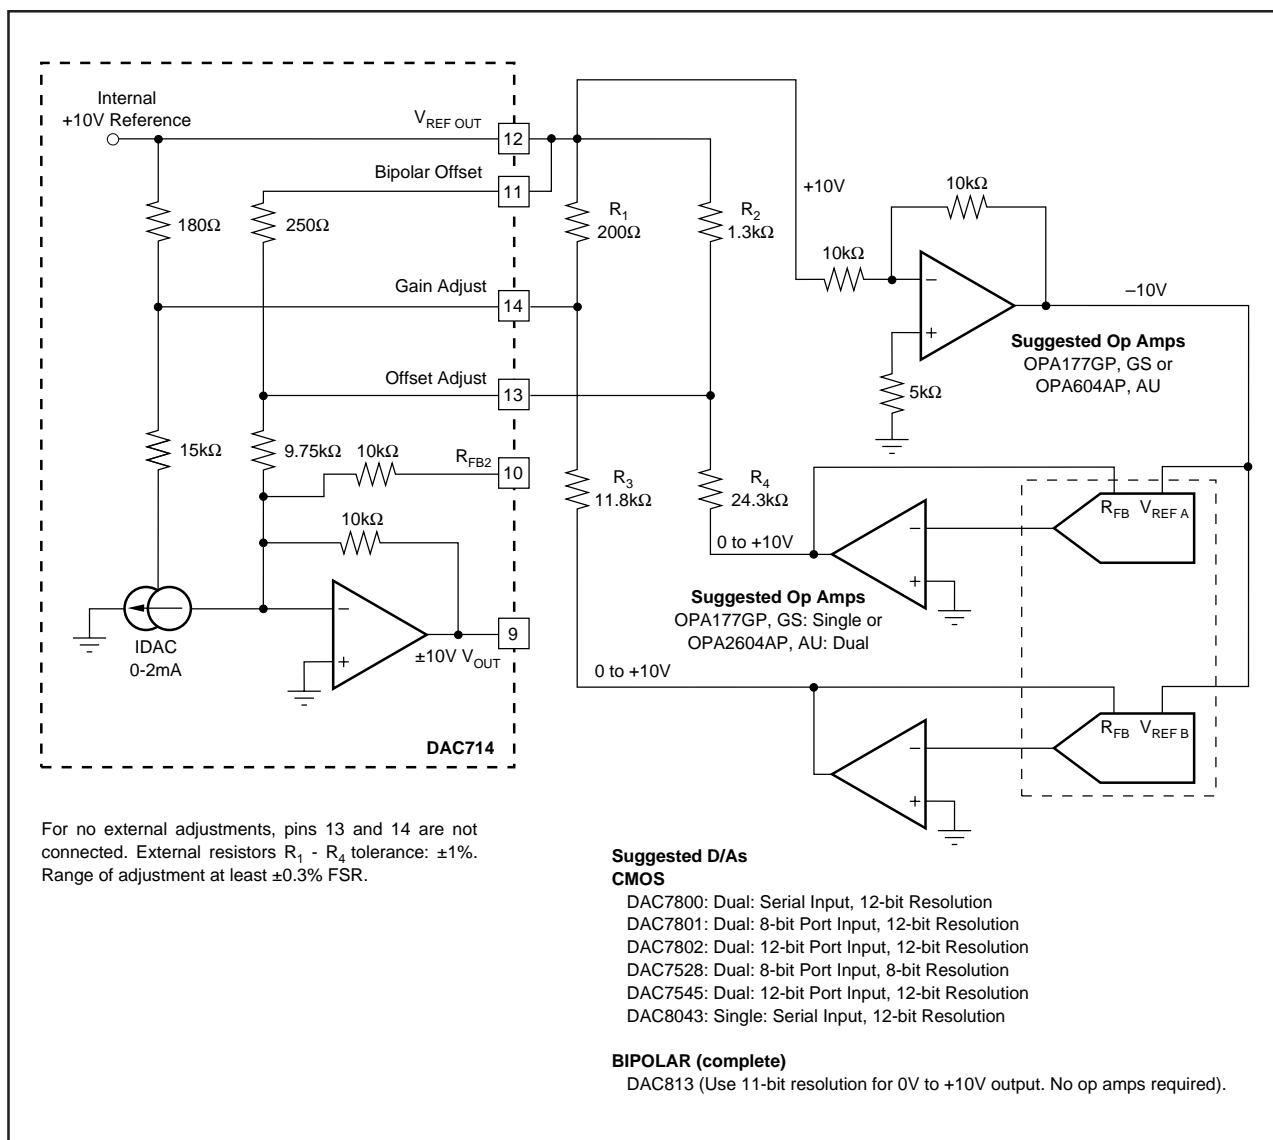 Internal
+10V Reference
V REF OUT
12
Bipolar Offset
11
180Ω
250Ω
R1
200Ω
R2
1.3kΩ
+10V
10kΩ
10kΩ
–
+
–10V
Gain Adjust
14
Suggested Op Amps
OPA177GP, GS or
OPA604AP, AU
5kΩ
Offset Adjust
13
15kΩ
9.75kΩ
10kΩ
RFB2
10
10kΩ
R3
11.8kΩ
R4
24.3kΩ
RFB VREF A
–
+
0 to +10V
Suggested Op Amps
OPA177GP, GS: Single or
OPA2604AP, AU: Dual
IDAC
0-2mA
–
+
±10V VOUT
9
0 to +10V
RFB VREF B
–
+
DAC714
For no external adjustments, pins 13 and 14 are not
connected. External resistors R1 - R4 tolerance: ±1%.
Range of adjustment at least ±0.3% FSR.
Suggested D/As
CMOS
DAC7800: Dual: Serial Input, 12-bit Resolution
DAC7801: Dual: 8-bit Port Input, 12-bit Resolution
DAC7802: Dual: 12-bit Port Input, 12-bit Resolution
DAC7528: Dual: 8-bit Port Input, 8-bit Resolution
DAC7545: Dual: 12-bit Port Input, 12-bit Resolution
DAC8043: Single: Serial Input, 12-bit Resolution
BIPOLAR (complete)
DAC813 (Use 11-bit resolution for 0V to +10V output. No op amps required).